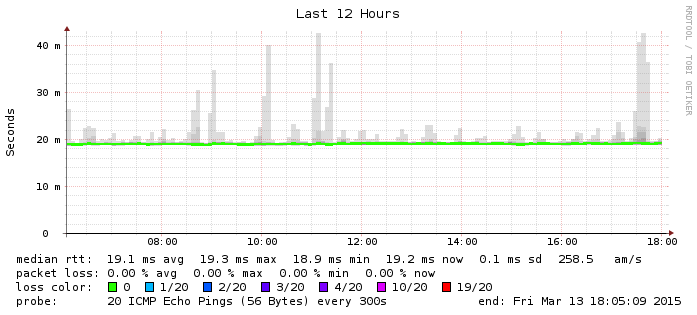 Last 12 Hours
RRDTOOL / TOBI OETIKER
Seconds
40 m
30 m
20 m
10 m
0
08:00 10:00 12:00 14:00 16:00 18:00
median rtt: 19.1 ms avg 19.3 ms max 18.9 ms min 19.2 ms now 0.1 ms sd 258.5 am/s
packet loss: 0.00 % avg 0.00 % max 0.00 % min 0.00 % now
loss color: 0 1/20 2/20 3/20 4/20 10/20 19/20
probe: 20 ICMP Echo Pings (56 Bytes) every 300s end: Fri Mar 13 18:05:09 2015